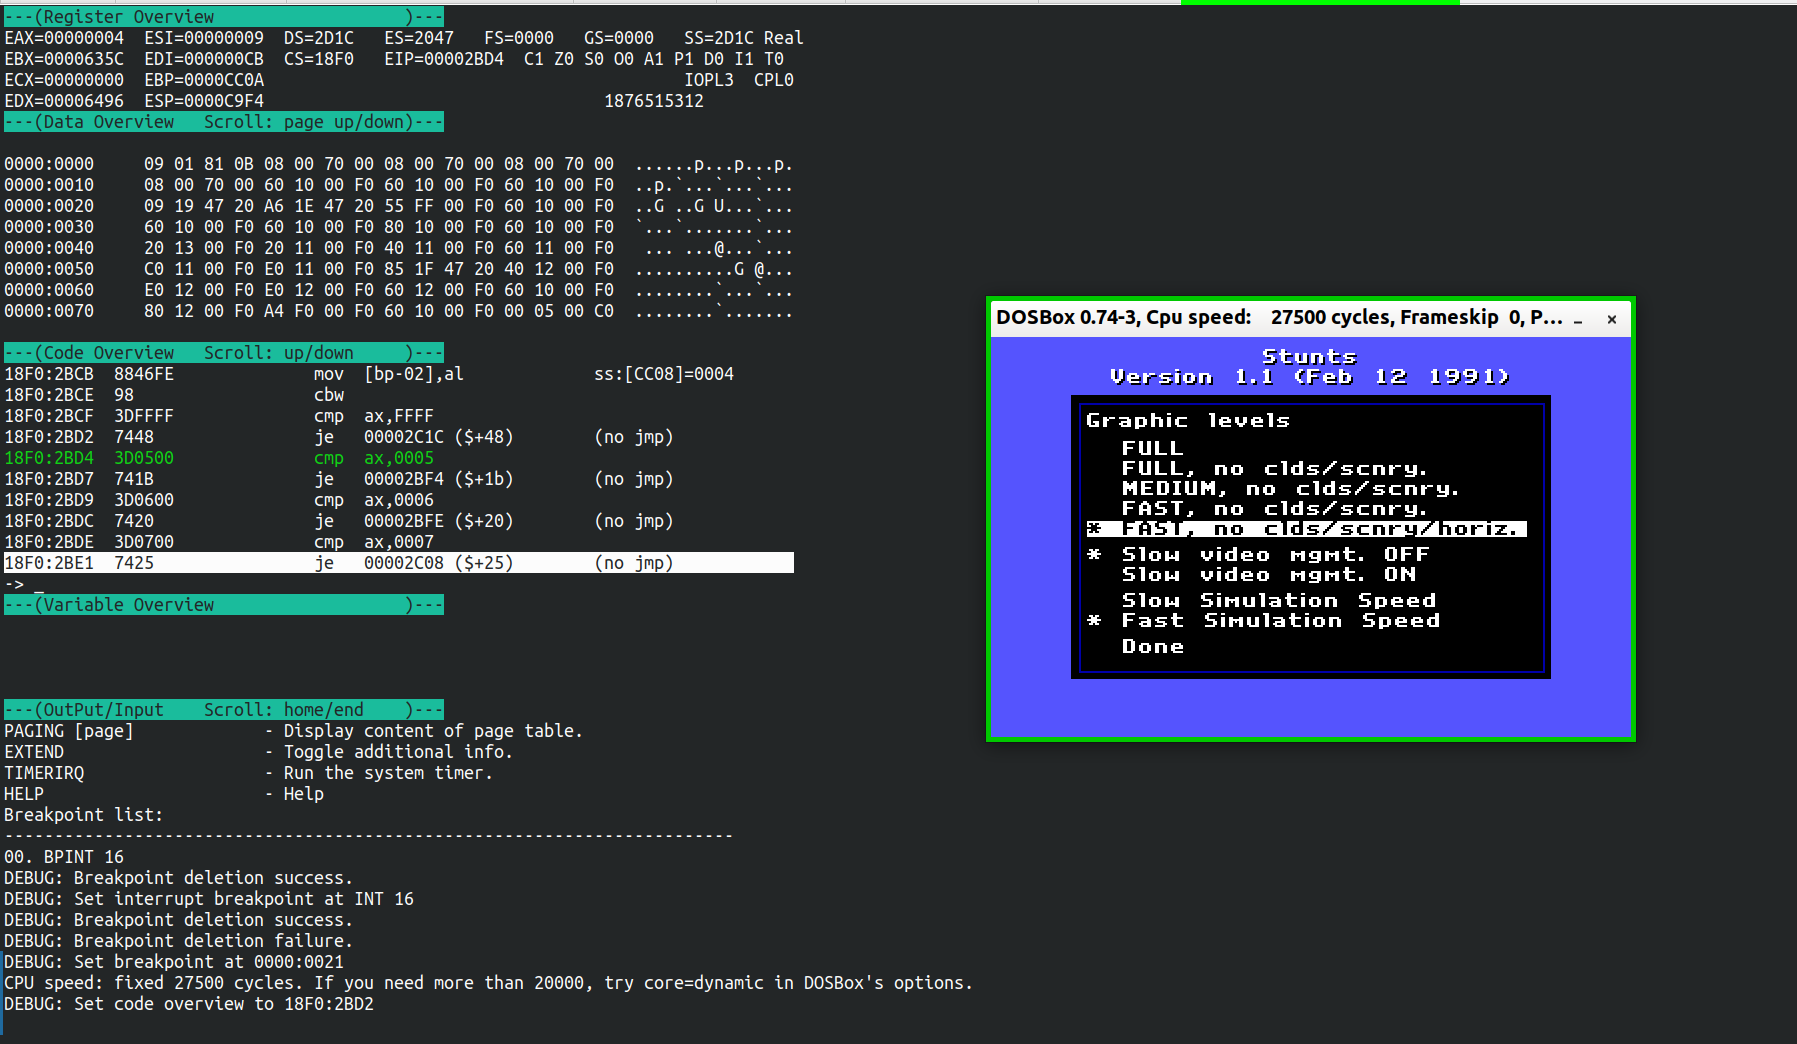 ---(Register Overview                   )---
EAX=00000004  ESI=00000009  DS=2D1C   ES=2047   FS=0000   GS=0000   SS=2D1C Real
EBX=0000635C  EDI=000000CB  CS=18F0   EIP=00002BD4  C1 Z0 S0 O0 A1 P1 D0 I1 T0
ECX=00000000  EBP=0000CC0A                                          IOPL3  CPL0
EDX=00006496  ESP=0000C9F4                                  1876515312
---(Data Overview   Scroll: page up/down)---
0000:0000     09 01 81 0B 08 00 70 00 08 00 70 00 08 00 70 00  ......p...p...p.
0000:0010     08 00 70 00 60 10 00 F0 60 10 00 F0 60 10 00 F0  ..p.`...`...`...
0000:0020     09 19 47 20 A6 1E 47 20 55 FF 00 F0 60 10 00 F0  ..G ..G U...`...
0000:0030     60 10 00 F0 60 10 00 F0 80 10 00 F0 60 10 00 F0  `...`.......`...
0000:0040     20 13 00 F0 20 11 00 F0 40 11 00 F0 60 11 00 F0   ... ...@...`...
0000:0050     C0 11 00 F0 E0 11 00 F0 85 1F 47 20 40 12 00 F0  ..........G @...
0000:0060     E0 12 00 F0 E0 12 00 F0 60 12 00 F0 60 10 00 F0  ........`...`...
0000:0070     80 12 00 F0 A4 F0 00 F0 60 10 00 F0 00 05 00 C0  ........`.......
---(Code Overview   Scroll: up/down     )---
18F0:2BCB  8846FE              mov  [bp-02],al             ss:[CC08]=0004
18F0:2BCE  98                  cbw
18F0:2BCF  3DFFFF              cmp  ax,FFFF
18F0:2BD2  7448                je   00002C1C ($+48)        (no jmp)
18F0:2BD4  3D0500              cmp  ax,0005
18F0:2BD7  741B                je   00002BF4 ($+1b)        (no jmp)
18F0:2BD9  3D0600              cmp  ax,0006
18F0:2BDC  7420                je   00002BFE ($+20)        (no jmp)
18F0:2BDE  3D0700              cmp  ax,0007
18F0:2BE1  7425                je   00002C08 ($+25)        (no jmp)
-> _
---(Variable Overview                   )---
---(OutPut/Input    Scroll: home/end    )---
PAGING [page]             - Display content of page table.
EXTEND                    - Toggle additional info.
TIMERIRQ                  - Run the system timer.
HELP                      - Help
Breakpoint list:
-------------------------------------------------------------------------
00. BPINT 16
DEBUG: Breakpoint deletion success.
DEBUG: Set interrupt breakpoint at INT 16
DEBUG: Breakpoint deletion success.
DEBUG: Breakpoint deletion failure.
DEBUG: Set breakpoint at 0000:0021
CPU speed: fixed 27500 cycles. If you need more than 20000, try core=dynamic in DOSBox's options.
DEBUG: Set code overview to 18F0:2BD2
DOSBox 0.74-3, Cpu speed:    27500 cycles, Frameskip  0, P...
Stunts
Version 1.1 (Feb 12 1991)
Graphic levels
FULL
FULL, no clds/scnry.
MEDIUM, no clds/scnry.
FAST, no clds/scnry.
* FAST, no clds/scnry/horiz.
* Slow video mgmt. OFF
Slow video mgmt. ON
Slow Simulation Speed
* Fast Simulation Speed
Done